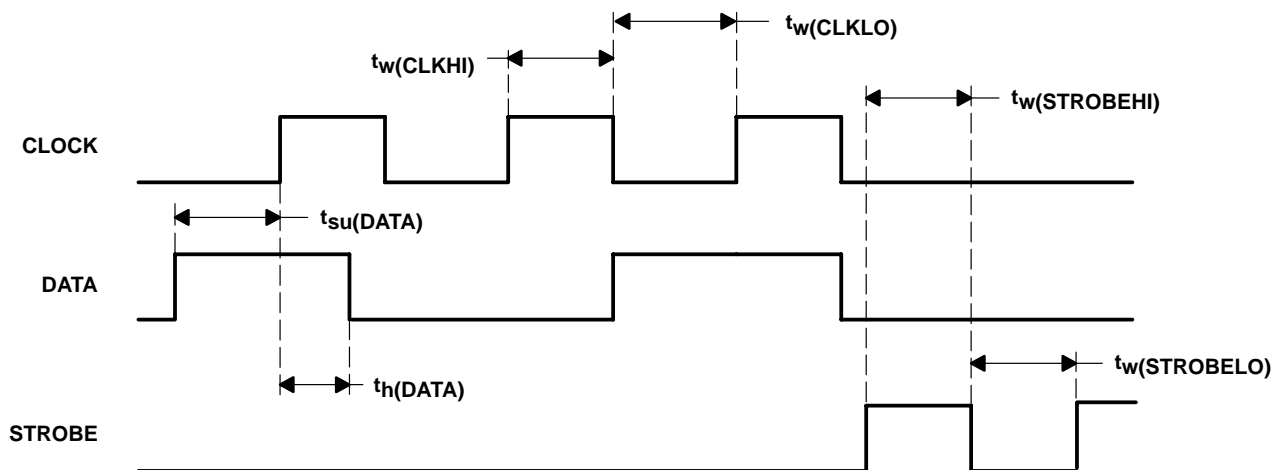 tw(CLKLO)
tw(CLKHI)
tw(STROBEHI)
CLOCK
tsu(DATA)
DATA
tw(STROBELO)
th(DATA)
STROBE